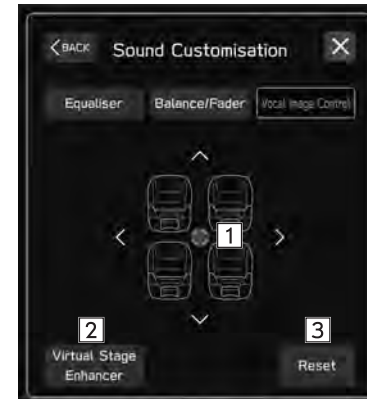 BACK Sound Customisation
Equaliser Balance/Fader Vocal Image Control
1
2 3
Virtual Stage
Enhancer
Reset